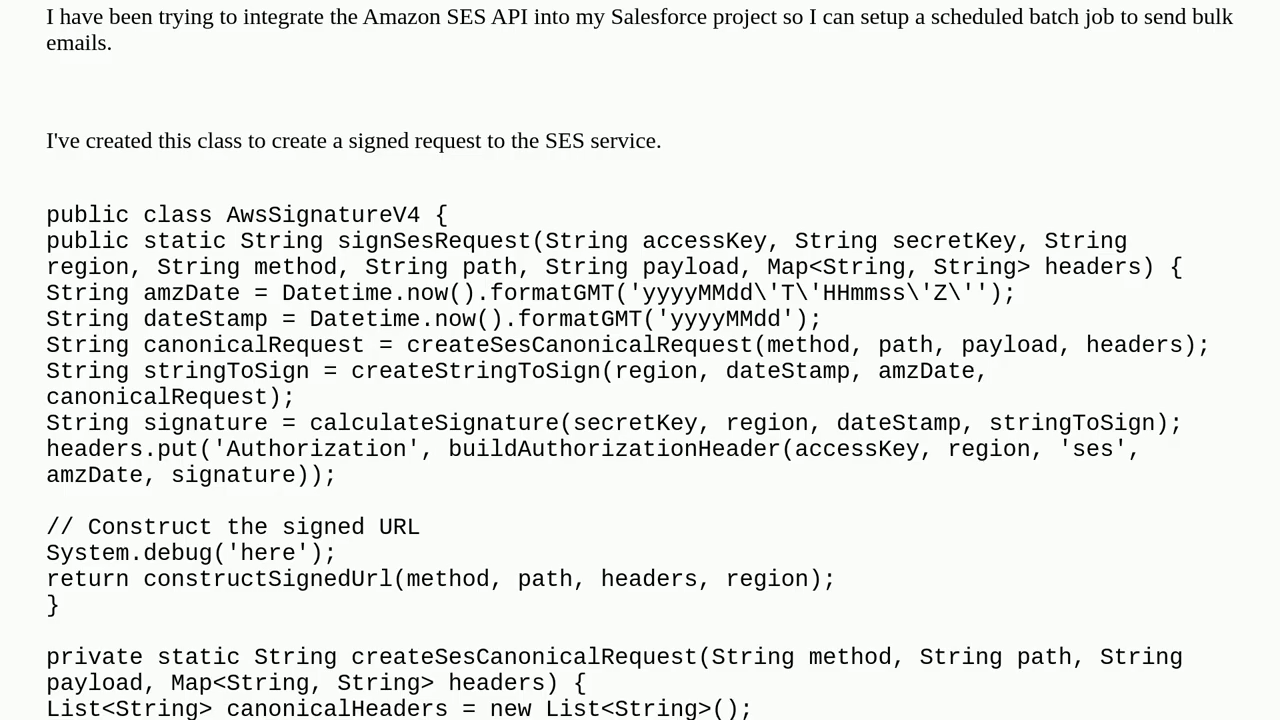 I have been trying to integrate the Amazon SES API into my Salesforce project so I can setup a scheduled batch job to send bulk
emails.
I've created this class to create a signed request to the SES service.
public class AwsSignatureV4 {
public static String signSesRequest(String accessKey, String secretKey, String
region, String method, String path, String payload, Map<String, String> headers) {
String amzDate = Datetime.now().formatGMT('yyyyMMdd\'T\'HHmmss\'Z\'');
String dateStamp = Datetime.now().formatGMT('yyyyMMdd');
String canonicalRequest = createSesCanonicalRequest(method, path, payload, headers);
String stringToSign = createStringToSign(region, dateStamp, amzDate,
canonicalRequest);
String signature = calculateSignature(secretKey, region, dateStamp, stringToSign);
headers.put('Authorization', buildAuthorizationHeader(accessKey, region, 'ses',
amzDate, signature));
// Construct the signed URL
System.debug('here');
return constructSignedUrl(method, path, headers, region);
}
private static String createSesCanonicalRequest(String method, String path, String
payload, Map<String, String> headers) {
List<String> canonicalHeaders = new List<String>();